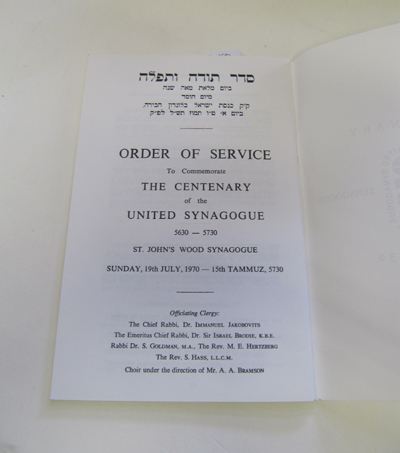 סדר תודה ותפלה
ביום מלאת מאה שנה
מיום הוסד
ק״ק כנסת ישראל בלונדון הבירה,
ביום א׳ ט״ו תמוז תש״ל לפ״ק
ORDER OF SERVICE
To Commemorate
THE CENTENARY
of the
UNITED SYNAGOGUE
5630 — 5730
ST. JOHN'S WOOD SYNAGOGUE
SUNDAY, 19th JULY, 1970 — 15th TAMMUZ, 5730
Officiating Clergy:
The Chief Rabbi, Dr. IMMANUEL JAKOBOVITS
The Emeritus Chief Rabbi, Dr. Sir ISRAEL BRODIE, K.B.E.
Rabbi Dr. S. GOLDMAN, M.A., The Rev. M. E. HERTZBERG
The Rev. S. HASS, L.L.C.M.
Choir under the direction of Mr. A. A. BRAMSON